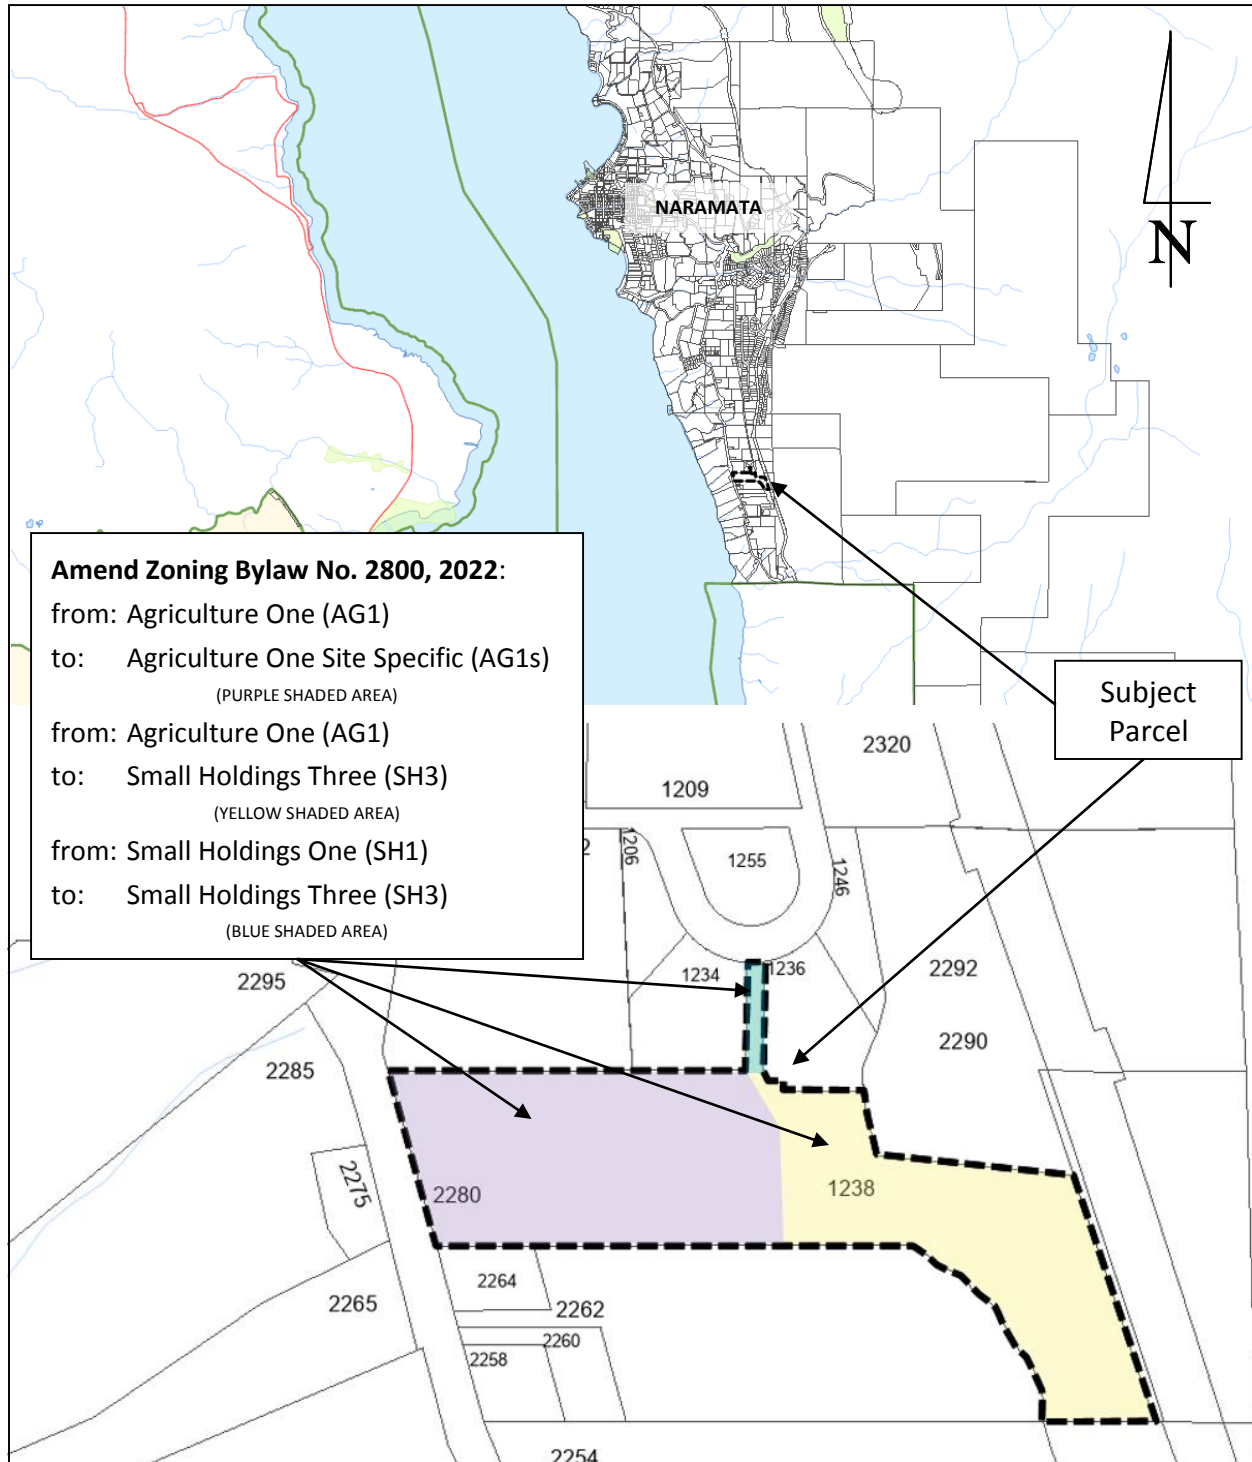 NARAMATA
N
Amend Zoning Bylaw No. 2800, 2022:
from: Agriculture One (AG1)
to: Agriculture One Site Specific (AG1s)
(PURPLE SHADED AREA)
from: Agriculture One (AG1)
to: Small Holdings Three (SH3)
(YELLOW SHADED AREA)
from: Small Holdings One (SH1)
to: Small Holdings Three (SH3)
(BLUE SHADED AREA)
Subject
Parcel
2320
1209
2
1206
1255
1246
1234
1236
2292
2295
2290
2285
2275
2280
1238
2264
2265
2262
2260
2258
2254